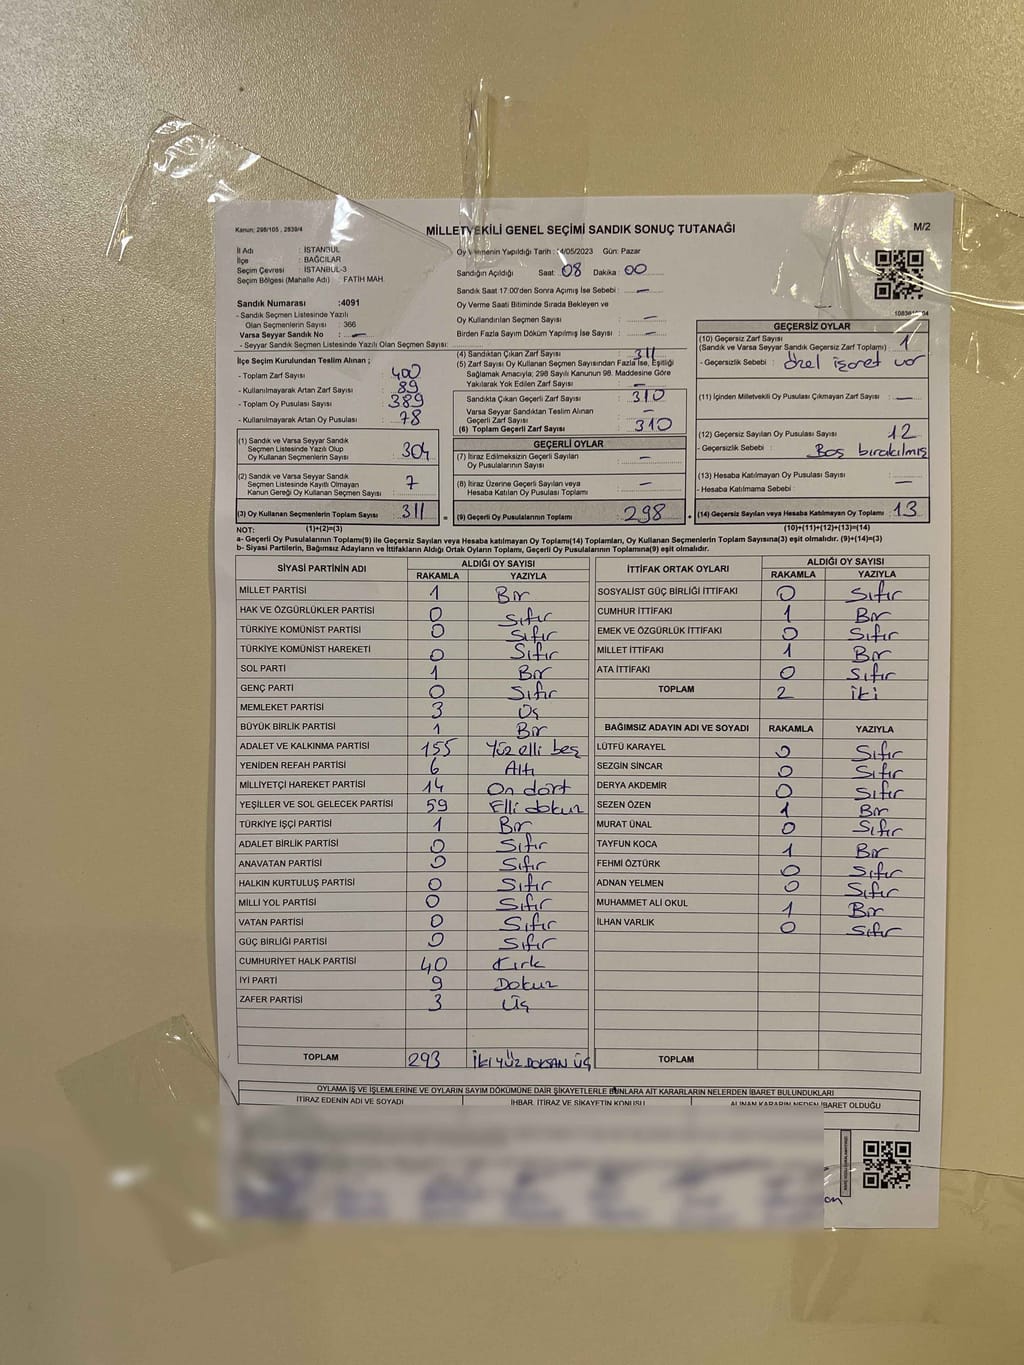 Kanun; 298/105 , 2839/4
MİLLETVEKİLİ GENEL SEÇİMİ SANDIK SONUÇ TUTANAĞI
M/2
İl Adı : İSTANBUL
İlçe : BAĞCILAR
Seçim Çevresi : İSTANBUL-3
Seçim Bölgesi (Mahalle Adı) : FATİH MAH
Sandık Numarası :4091
- Sandık Seçmen Listesinde Yazılı
Olan Seçmenlerin Sayısı : 366
Varsa Seyyar Sandık No : —
- Seyyar Sandık Seçmen Listesinde Yazılı Olan Seçmen Sayısı:
Oy Vermenin Yapıldığı Tarih : 14/05/2023 Gün: Pazar
Sandığın Açıldığı Saat: 08 Dakika : 00
Sandık Saat 17.00'den Sonra Açılmış İse Sebebi : —
Oy Verme Saati Bitiminde Sırada Bekleyen ve
Oy Kullandırılan Seçmen Sayısı : —
Birden Fazla Sayım Döküm Yapılmış İse Sayısı : —
İlçe Seçim Kurulundan Teslim Alınan ;
- Toplam Zarf Sayısı : 400
- Kullanılmayarak Artan Zarf Sayısı : 89
- Toplam Oy Pusulası Sayısı : 389
- Kullanılmayarak Artan Oy Pusulası : 78
(1) Sandık ve Varsa Seyyar Sandık
Seçmen Listesinde Yazılı Olup
Oy Kullanan Seçmenlerin Sayısı : 304
(2) Sandık ve Varsa Seyyar Sandık
Seçmen Listesinde Kayıtlı Olmayan
Kanun Gereği Oy Kullanan Seçmen Sayısı : 7
(3) Oy Kullanan Seçmenlerin Toplam Sayısı : 311
(4) Sandıktan Çıkan Zarf Sayısı : 311
(5) Zarf Sayısı Oy Kullanan Seçmen Sayısından Fazla İse, Eşitliği
Sağlamak Amacıyla; 298 Sayılı Kanunun 98. Maddesine Göre
Yakılarak Yok Edilen Zarf Sayısı : —
Sandıkta Çıkan Geçerli Zarf Sayısı : 310
Varsa Seyyar Sandıktan Teslim Alınan
Geçerli Zarf Sayısı : —
(6) Toplam Geçerli Zarf Sayısı : 310
GEÇERLİ OYLAR
(7) İtiraz Edilmeksizin Geçerli Sayılan
Oy Pusulalarının Sayısı : —
(8) İtiraz Üzerine Geçerli Sayılan veya
Hesaba Katılan Oy Pusulası Toplamı : —
= (9) Geçerli Oy Pusulalarının Toplamı : 298 +
GEÇERSİZ OYLAR
(10) Geçersiz Zarf Sayısı
(Sandık ve Varsa Seyyar Sandık Geçersiz Zarf Toplamı) : 1
- Geçersizlik Sebebi : özel işaret var
(11) İçinden Milletvekili Oy Pusulası Çıkmayan Zarf Sayısı : —
(12) Geçersiz Sayılan Oy Pusulası Sayısı : 12
- Geçersizlik Sebebi : Boş bırakılmış
(13) Hesaba Katılmayan Oy Pusulası Sayısı :
- Hesaba Katılmama Sebebi : —
(14) Geçersiz Sayılan veya Hesaba Katılmayan Oy Toplamı : 13
NOT: (1)+(2)=(3) (10)+(11)+(12)+(13)=(14)
a- Geçerli Oy Pusulalarının Toplamı(9) ile Geçersiz Sayılan veya Hesaba Katılmayan Oy Toplamı(14) Toplamları, Oy Kullanan Seçmenlerin Toplam Sayısına(3) eşit olmalıdır. (9)+(14)=(3)
b- Siyasi Partilerin, Bağımsız Adayların ve İttifakların Aldığı Ortak Oyların Toplamı, Geçerli Oy Pusulalarının Toplamına(9) eşit olmalıdır.
SİYASİ PARTİNİN ADI ALDIĞI OY SAYISI
RAKAMLA YAZIYLA
MİLLET PARTİSİ 1 Bir
HAK VE ÖZGÜRLÜKLER PARTİSİ 0 Sıfır
TÜRKİYE KOMÜNİST PARTİSİ 0 Sıfır
TÜRKİYE KOMÜNİST HAREKETİ 0 Sıfır
SOL PARTİ 1 Bir
GENÇ PARTİ 0 Sıfır
MEMLEKET PARTİSİ 3 Üç
BÜYÜK BİRLİK PARTİSİ 1 Bir
ADALET VE KALKINMA PARTİSİ 155 Yüz elli beş
YENİDEN REFAH PARTİSİ 6 Altı
MİLLİYETÇİ HAREKET PARTİSİ 14 On dört
YEŞİLLER VE SOL GELECEK PARTİSİ 59 Elli dokuz
TÜRKİYE İŞÇİ PARTİSİ 1 Bir
ADALET BİRLİK PARTİSİ 0 Sıfır
ANAVATAN PARTİSİ 0 Sıfır
HALKIN KURTULUŞ PARTİSİ 0 Sıfır
MİLLİ YOL PARTİSİ 0 Sıfır
VATAN PARTİSİ 0 Sıfır
GÜÇ BİRLİĞİ PARTİSİ 0 Sıfır
CUMHURİYET HALK PARTİSİ 40 Kırk
İYİ PARTİ 9 Dokuz
ZAFER PARTİSİ 3 Üç
TOPLAM 293 İKİ YÜZ DOKSAN ÜÇ
İTTİFAK ORTAK OYLARI ALDIĞI OY SAYISI
RAKAMLA YAZIYLA
SOSYALİST GÜÇ BİRLİĞİ İTTİFAKI 0 Sıfır
CUMHUR İTTİFAKI 1 Bir
EMEK VE ÖZGÜRLÜK İTTİFAKI 0 Sıfır
MİLLET İTTİFAKI 1 Bir
ATA İTTİFAKI 0 Sıfır
TOPLAM 2 iki
BAĞIMSIZ ADAYIN ADI VE SOYADI RAKAMLA YAZIYLA
LÜTFÜ KARAYEL 0 Sıfır
SEZGİN SİNCAR 0 Sıfır
DERYA AKDEMİR 0 Sıfır
SEZEN ÖZEN 1 Bir
MURAT ÜNAL 0 Sıfır
TAYFUN KOCA 1 Bir
FEHMİ ÖZTÜRK 0 Sıfır
ADNAN YELMEN 0 Sıfır
MUHAMMET ALİ OKUL 1 Bir
İLHAN VARLIK 0 Sıfır
TOPLAM
OYLAMA İŞ VE İŞLEMLERİNE VE OYLARIN SAYIM DÖKÜMÜNE DAİR ŞİKAYETLERLE BUNLARA AİT KARARLARIN NELERDEN İBARET BULUNDUKLARI
İTİRAZ EDENİN ADI VE SOYADI İHBAR, İTİRAZ VE ŞİKAYETİN KONUSU ALINAN KARARIN NEDEN İBARET OLDUĞU